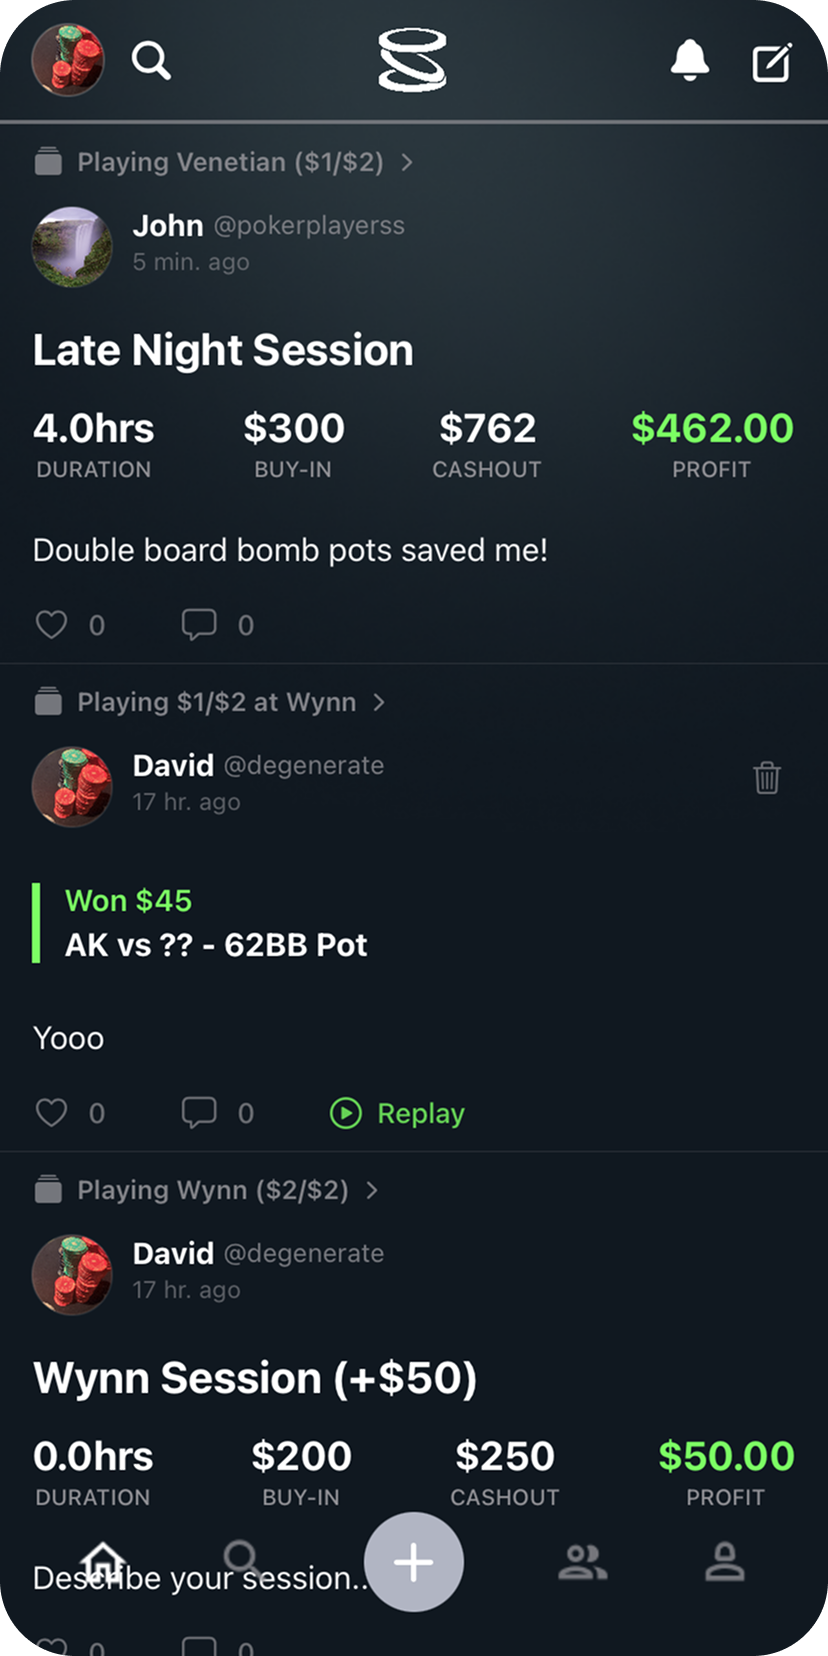 Playing Venetian ($1/$2)
John @pokerplayerss
5 min. ago
Late Night Session
4.0hrs $300 $762 $462.00
DURATION BUY-IN CASHOUT PROFIT
Double board bomb pots saved me!
0 0
Playing $1/$2 at Wynn
David @degenerate
17 hr. ago
Won $45
AK vs ?? - 62BB Pot
Yooo
0 0 Replay
Playing Wynn ($2/$2)
David @degenerate
17 hr. ago
Wynn Session (+$50)
0.0hrs $200 $250 $50.00
DURATION BUY-IN CASHOUT PROFIT
Describe your session..
0 0